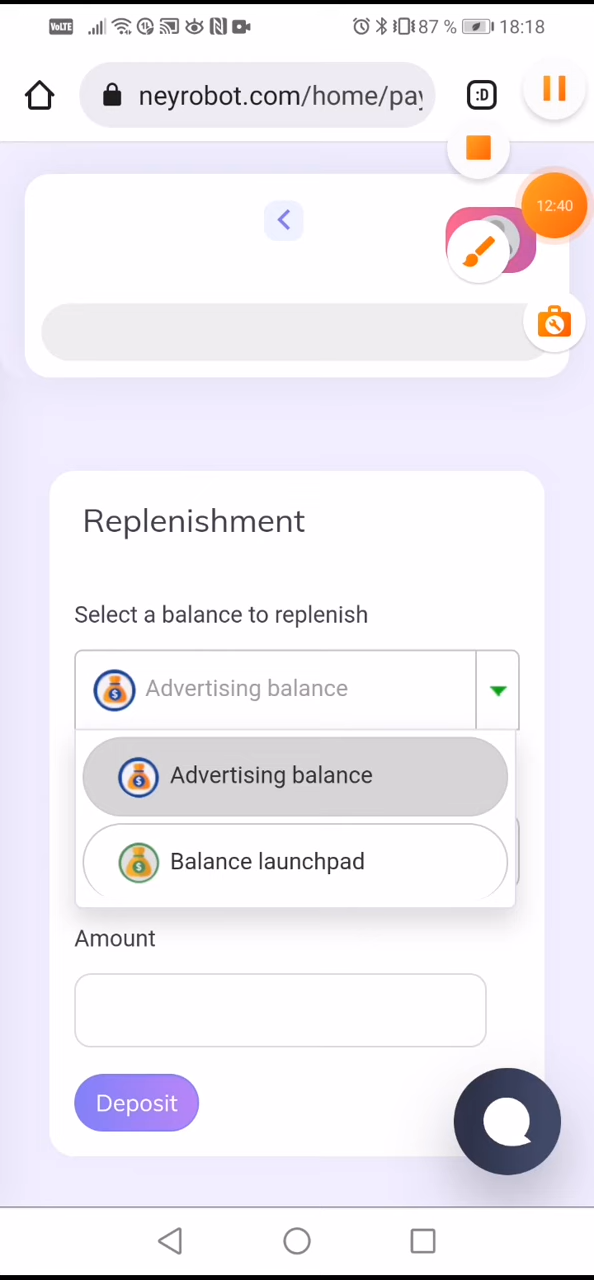 VoLTE
87 %
18:18
neyrobot.com/home/pay
:D
12:40
Replenishment
Select a balance to replenish
Advertising balance
Advertising balance
Balance launchpad
Amount
Deposit